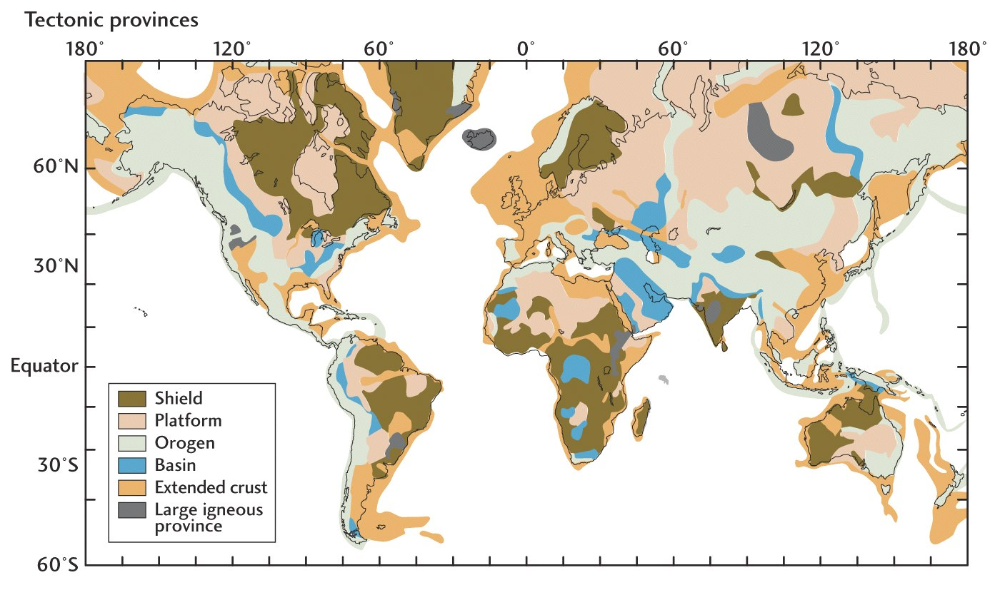 Tectonic provinces
180° 120° 60° 0° 60° 120° 180°
60°N
30°N
Equator
30°S
60°S
Shield
Platform
Orogen
Basin
Extended crust
Large igneous
province